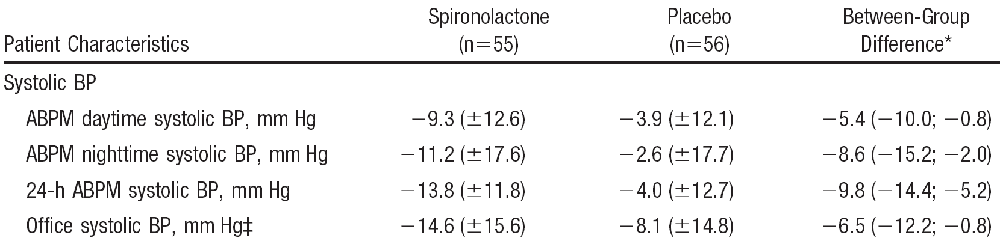 Spironolactone Placebo Between-Group
Patient Characteristics (n=55) (n=56) Difference*
Systolic BP
ABPM daytime systolic BP, mm Hg −9.3 (±12.6) −3.9 (±12.1) −5.4 (−10.0; −0.8)
ABPM nighttime systolic BP, mm Hg −11.2 (±17.6) −2.6 (±17.7) −8.6 (−15.2; −2.0)
24-h ABPM systolic BP, mm Hg −13.8 (±11.8) −4.0 (±12.7) −9.8 (−14.4; −5.2)
Office systolic BP, mm Hg‡ −14.6 (±15.6) −8.1 (±14.8) −6.5 (−12.2; −0.8)